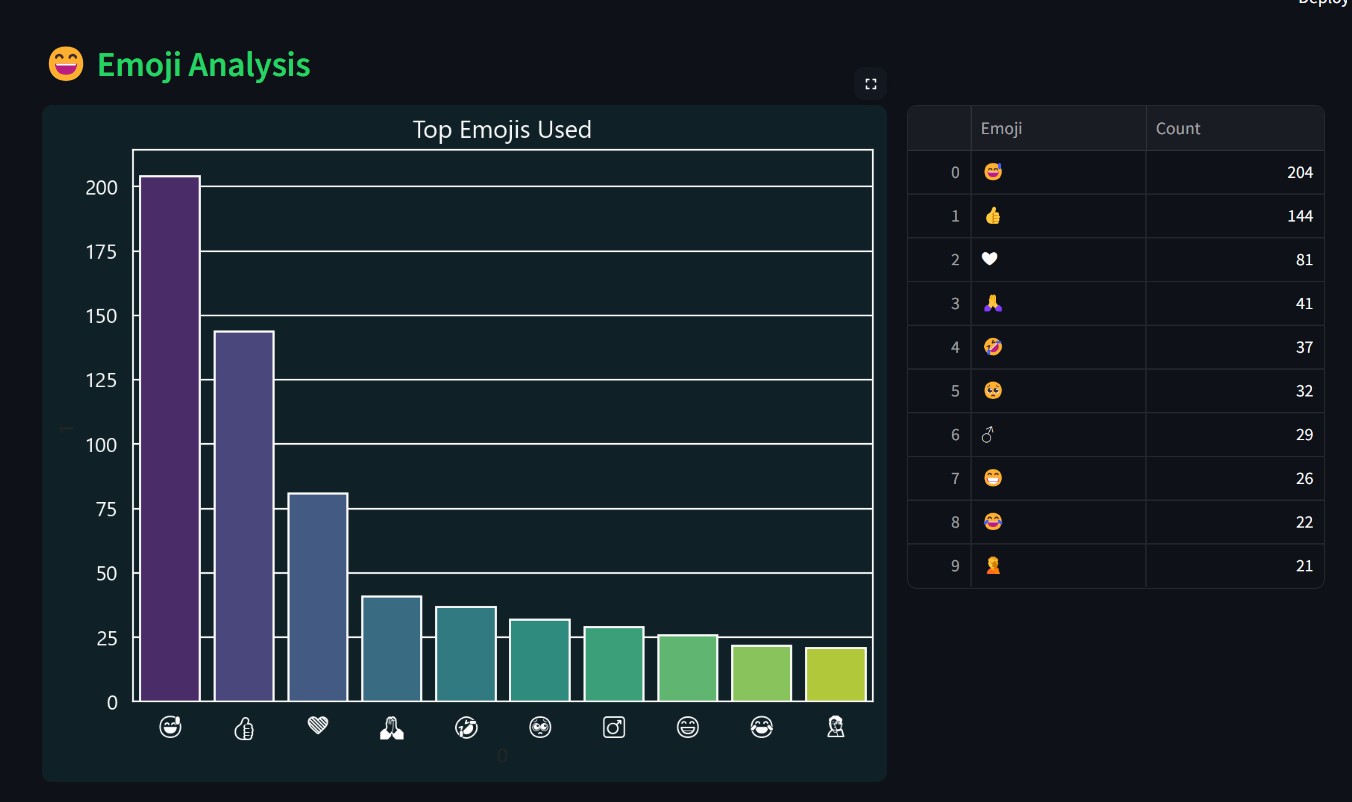 Deploy
😄 Emoji Analysis
Top Emojis Used
200
175
150
125
100
75
50
25
0
1
😅 👍 ❤ 🙏 🤣 🥺 ♂ 😁 😂 🤦
0
Emoji Count
0 😅 204
1 👍 144
2 ❤ 81
3 🙏 41
4 🤣 37
5 🥺 32
6 ♂ 29
7 😁 26
8 😂 22
9 🤦 21